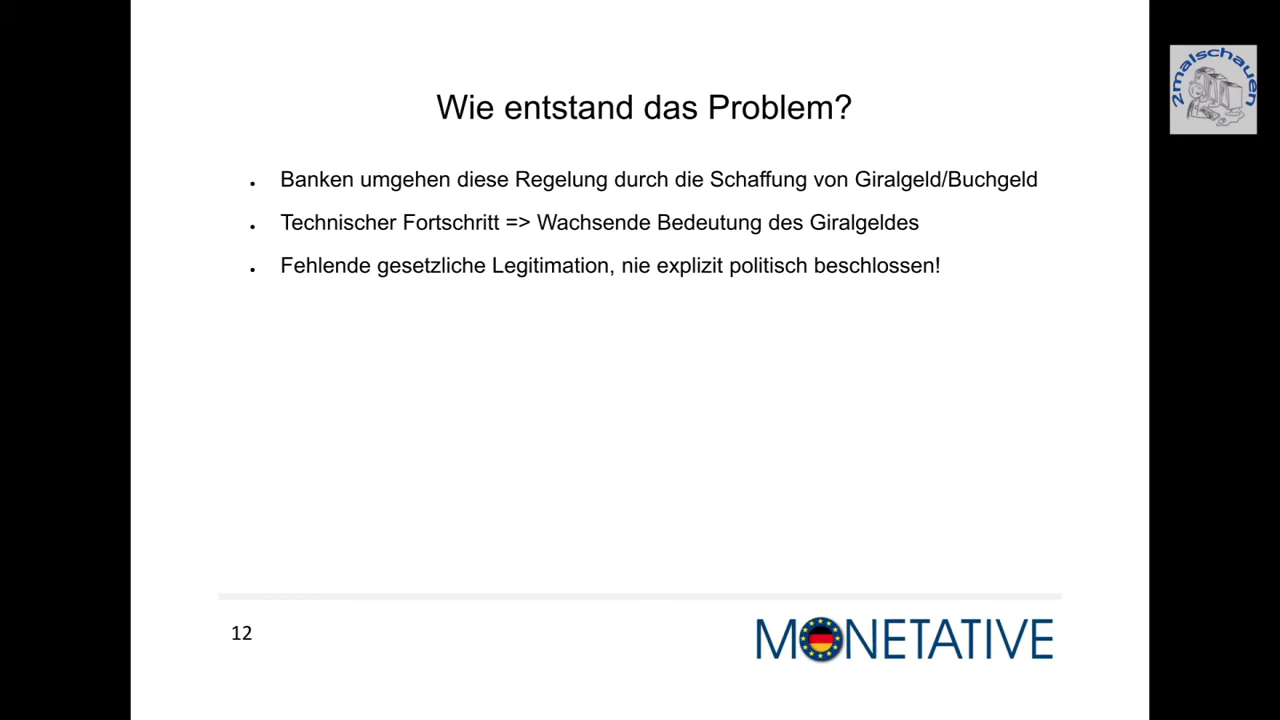 2malschauen
Wie entstand das Problem?
• Banken umgehen diese Regelung durch die Schaffung von Giralgeld/Buchgeld
• Technischer Fortschritt => Wachsende Bedeutung des Giralgeldes
• Fehlende gesetzliche Legitimation, nie explizit politisch beschlossen!
12
MONETATIVE